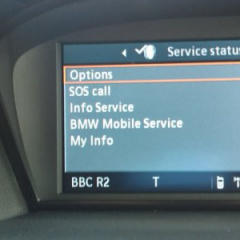 Service status
Options
SOS call
Info Service
BMW Mobile Service
My Info
BBC R2 T